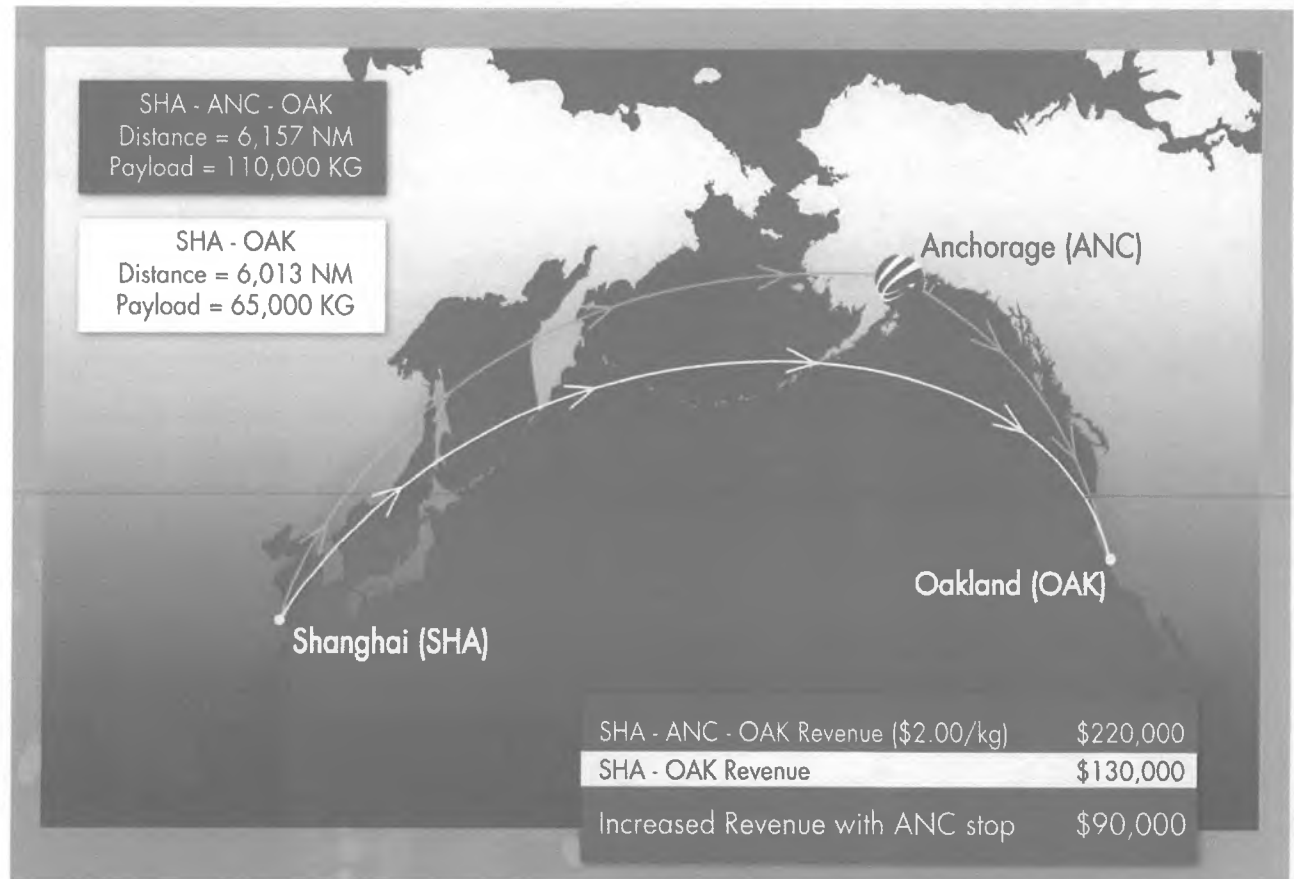 SHA - ANC - OAK
Distance = 6,157 NM
Payload = 110,000 KG
SHA - OAK
Distance = 6,013 NM
Payload = 65,000 KG
Anchorage (ANC)
Oakland (OAK)
Shanghai (SHA)
SHA - ANC - OAK Revenue ($2.00/kg) $220,000
SHA - OAK Revenue $130,000
Increased Revenue with ANC stop $90,000